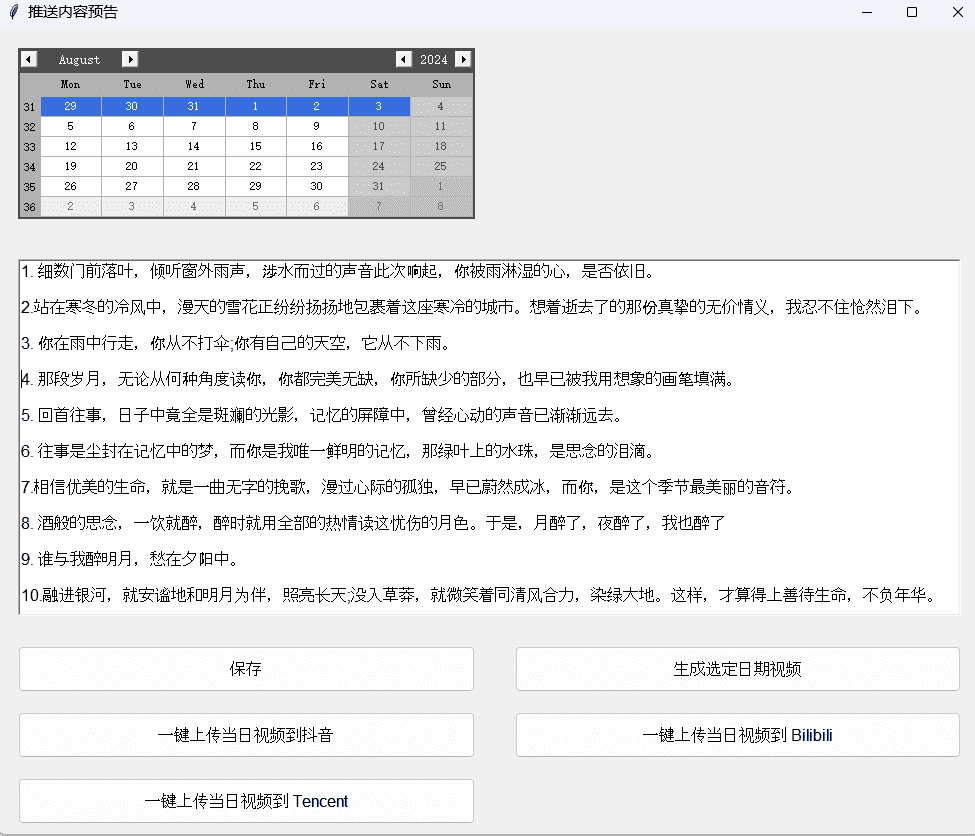 推送内容预告
August 2024
Mon Tue Wed Thu Fri Sat Sun
31 29 30 31 1 2 3 4
32 5 6 7 8 9 10 11
33 12 13 14 15 16 17 18
34 19 20 21 22 23 24 25
35 26 27 28 29 30 31 1
36 2 3 4 5 6 7 8
1. 细数门前落叶，倾听窗外雨声，涉水而过的声音此次响起，你被雨淋湿的心，是否依旧。
2.站在寒冬的冷风中，漫天的雪花正纷纷扬扬地包裹着这座寒冷的城市。想着逝去了的那份真挚的无价情义，我忍不住怆然泪下。
3. 你在雨中行走，你从不打伞;你有自己的天空，它从不下雨。
4. 那段岁月，无论从何种角度读你，你都完美无缺，你所缺少的部分，也早已被我用想象的画笔填满。
5. 回首往事，日子中竟全是斑斓的光影，记忆的屏障中，曾经心动的声音已渐渐远去。
6. 往事是尘封在记忆中的梦，而你是我唯一鲜明的记忆，那绿叶上的水珠，是思念的泪滴。
7.相信优美的生命，就是一曲无字的挽歌，漫过心际的孤独，早已蔚然成冰，而你，是这个季节最美丽的音符。
8. 酒般的思念，一饮就醉，醉时就用全部的热情读这忧伤的月色。于是，月醉了，夜醉了，我也醉了
9. 谁与我醉明月，愁在夕阳中。
10.融进银河，就安谧地和明月为伴，照亮长天;没入草莽，就微笑着同清风合力，染绿大地。这样，才算得上善待生命，不负年华。
保存
生成选定日期视频
一键上传当日视频到抖音
一键上传当日视频到 Bilibili
一键上传当日视频到 Tencent